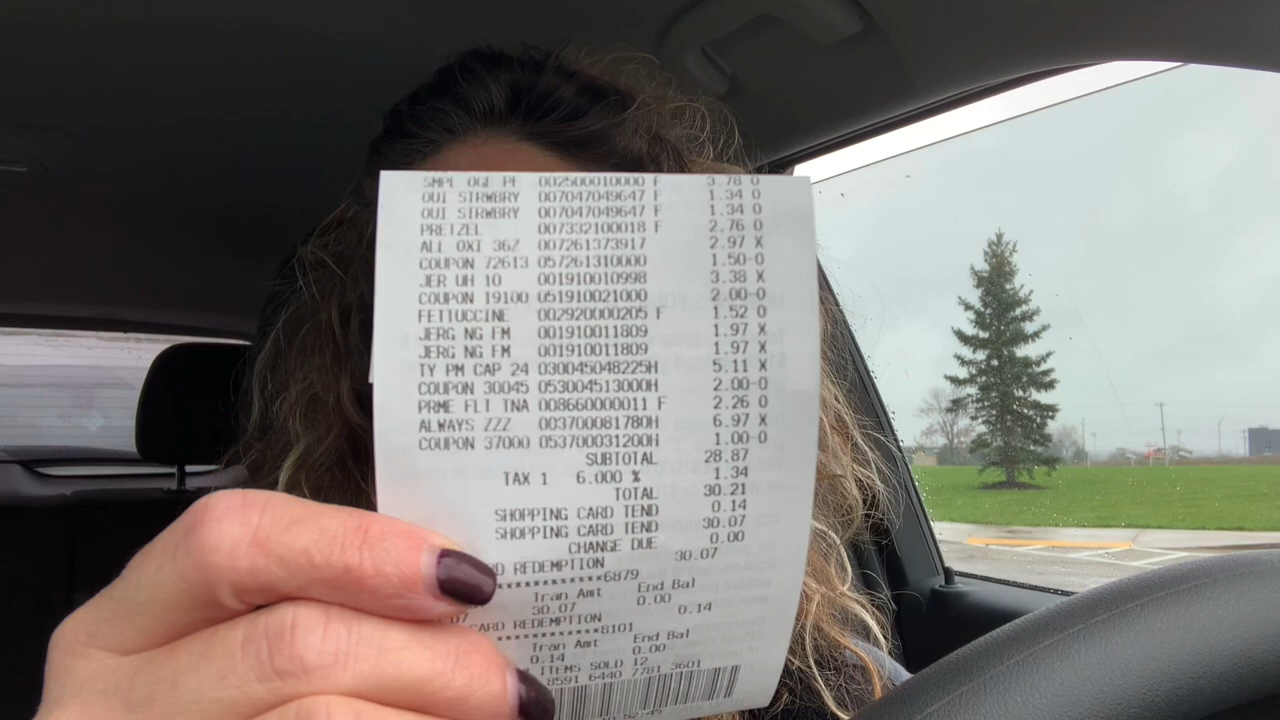 SMPL OGE PF 002500010000 F 3.78 O
OUI STRWBRY 007047049647 F 1.34 O
OUI STRWBRY 007047049647 F 1.34 O
PRETZEL 007332100018 F 2.76 O
ALL OXI 36Z 007261373917 2.97 X
COUPON 72613 057261310000 1.50-O
JER UH 10 001910010998 3.38 X
COUPON 19100 051910021000 2.00-O
FETTUCCINE 002920000205 F 1.52 O
JERG NG FM 001910011809 1.97 X
JERG NG FM 001910011809 1.97 X
TY PM CAP 24 030045048225H 5.11 X
COUPON 30045 053004513000H 2.00-O
PRME FLT TNA 008660000011 F 2.26 O
ALWAYS ZZZ 003700081780H 6.97 X
COUPON 37000 053700031200H 1.00-O
SUBTOTAL 28.87
TAX 1 6.000 % 1.34
TOTAL 30.21
SHOPPING CARD TEND 0.14
SHOPPING CARD TEND 30.07
CHANGE DUE 0.00
REDEMPTION 30.07
6879
Tran Amt End Bal
30.07 0.00
CARD REDEMPTION 0.14
8101
Tran Amt End Bal
0.14 0.00
ITEMS SOLD 12
8591 6440 7781 3601